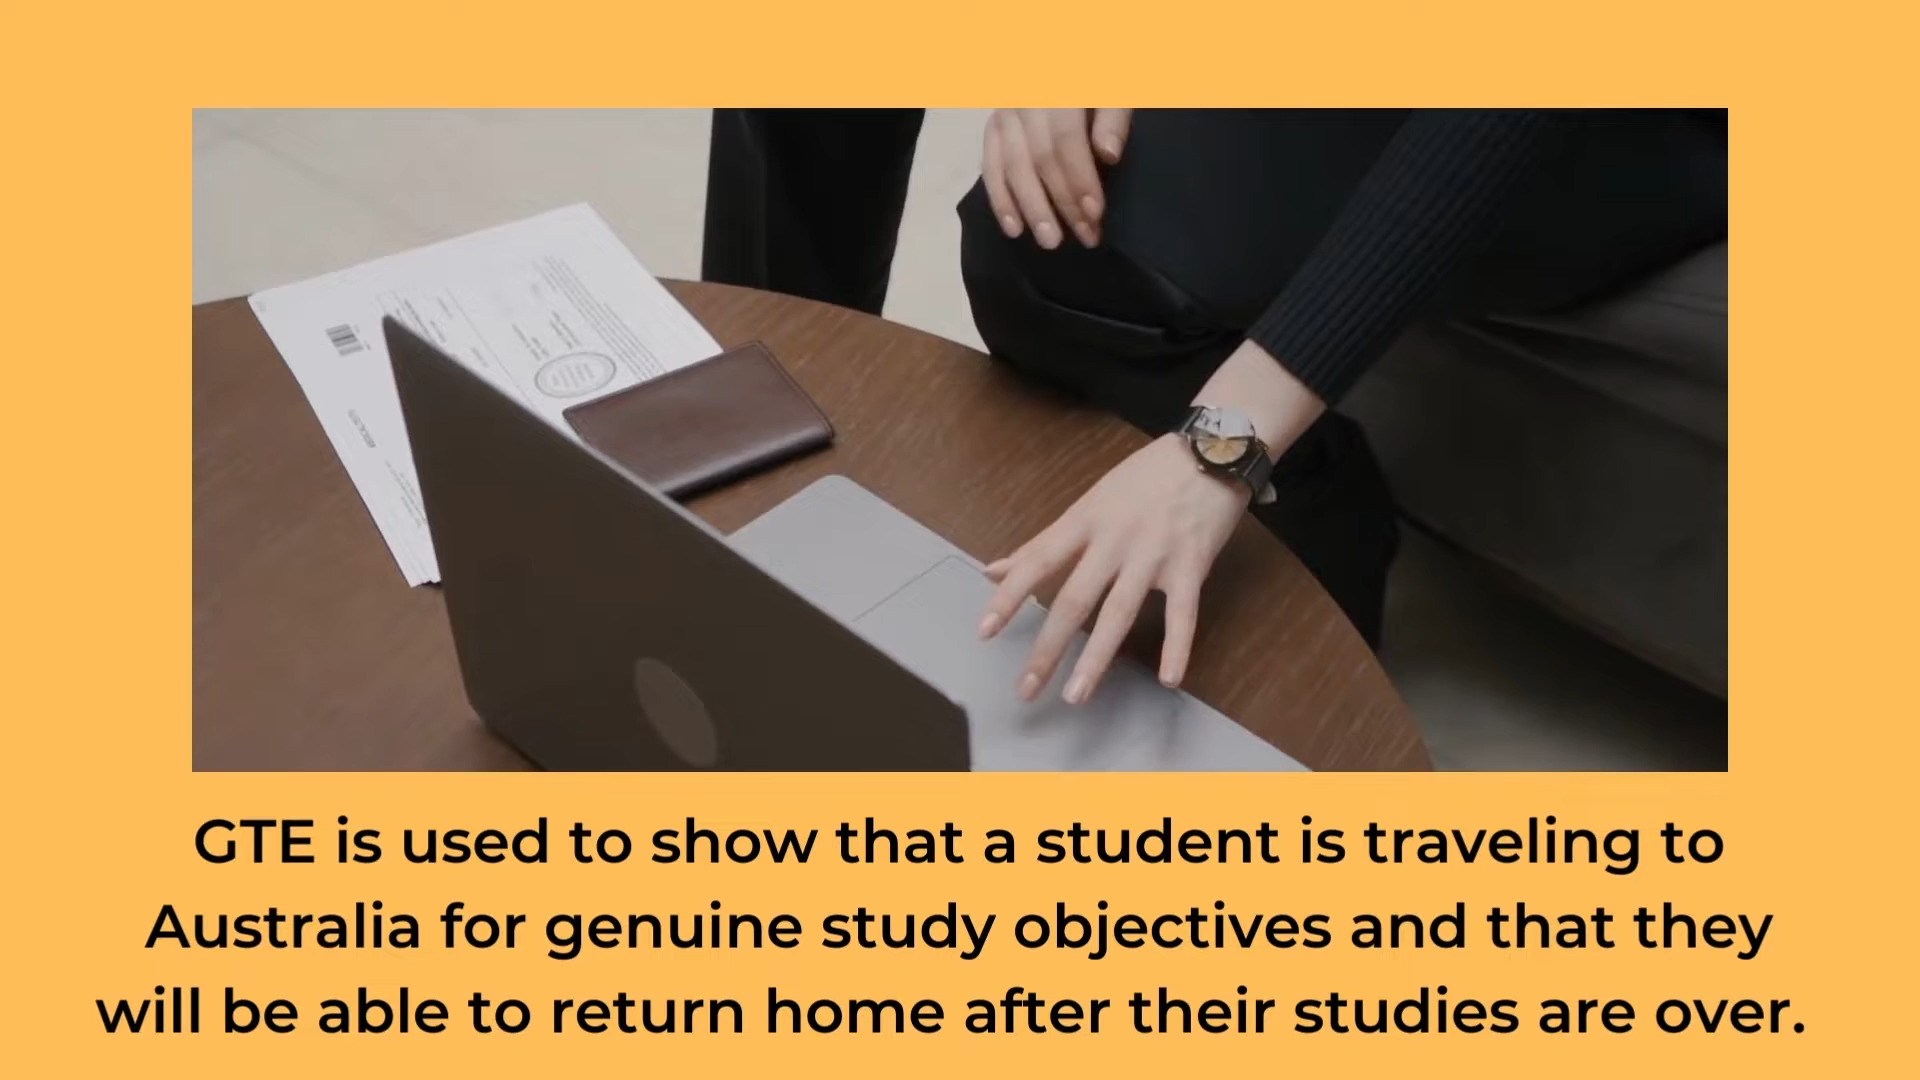 GTE is used to show that a student is traveling to
Australia for genuine study objectives and that they
will be able to return home after their studies are over.